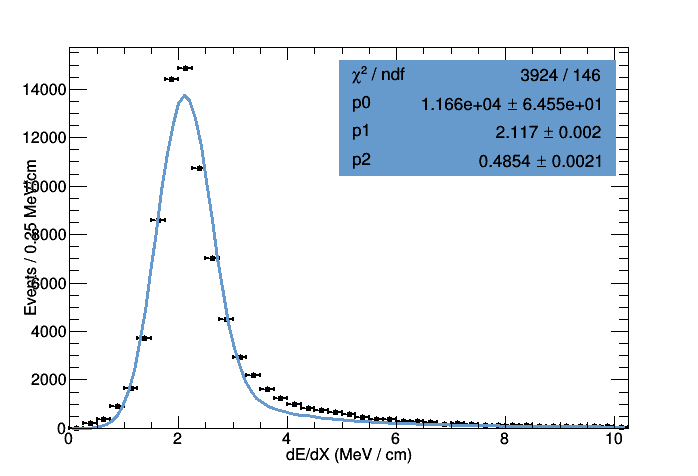 χ² / ndf 3924 / 146
p0 1.166e+04 ± 6.455e+01
p1 2.117 ± 0.002
p2 0.4854 ± 0.0021
14000
12000
10000
8000
6000
4000
2000
0
Events / 0.25 MeV/cm
0 2 4 6 8 10
dE/dX (MeV / cm)